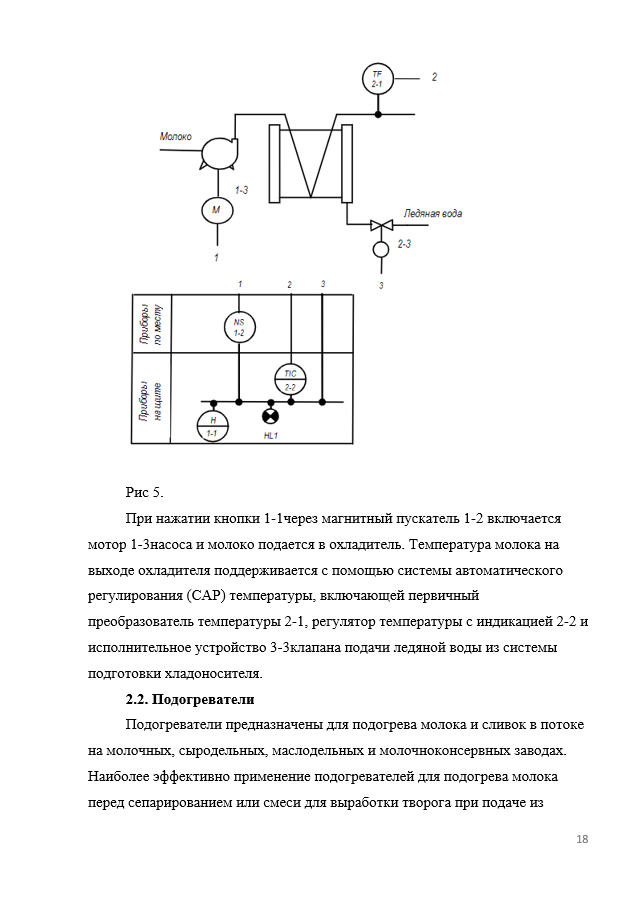 TF
2-1
2
Молоко
1-3
М
1
Ледяная вода
2-3
3
1
2
3
Приборы
по месту
NS
1-2
Приборы
на щите
TIC
2-2
H
1-1
HL1
Рис 5.
При нажатии кнопки 1-1через магнитный пускатель 1-2 включается
мотор 1-3насоса и молоко подается в охладитель. Температура молока на
выходе охладителя поддерживается с помощью системы автоматического
регулирования (САР) температуры, включающей первичный
преобразователь температуры 2-1, регулятор температуры с индикацией 2-2 и
исполнительное устройство 3-3клапана подачи ледяной воды из системы
подготовки хладоносителя.
2.2. Подогреватели
Подогреватели предназначены для подогрева молока и сливок в потоке
на молочных, сыродельных, маслодельных и молочноконсервных заводах.
Наиболее эффективно применение подогревателей для подогрева молока
перед сепарированием или смеси для выработки творога при подаче из
18